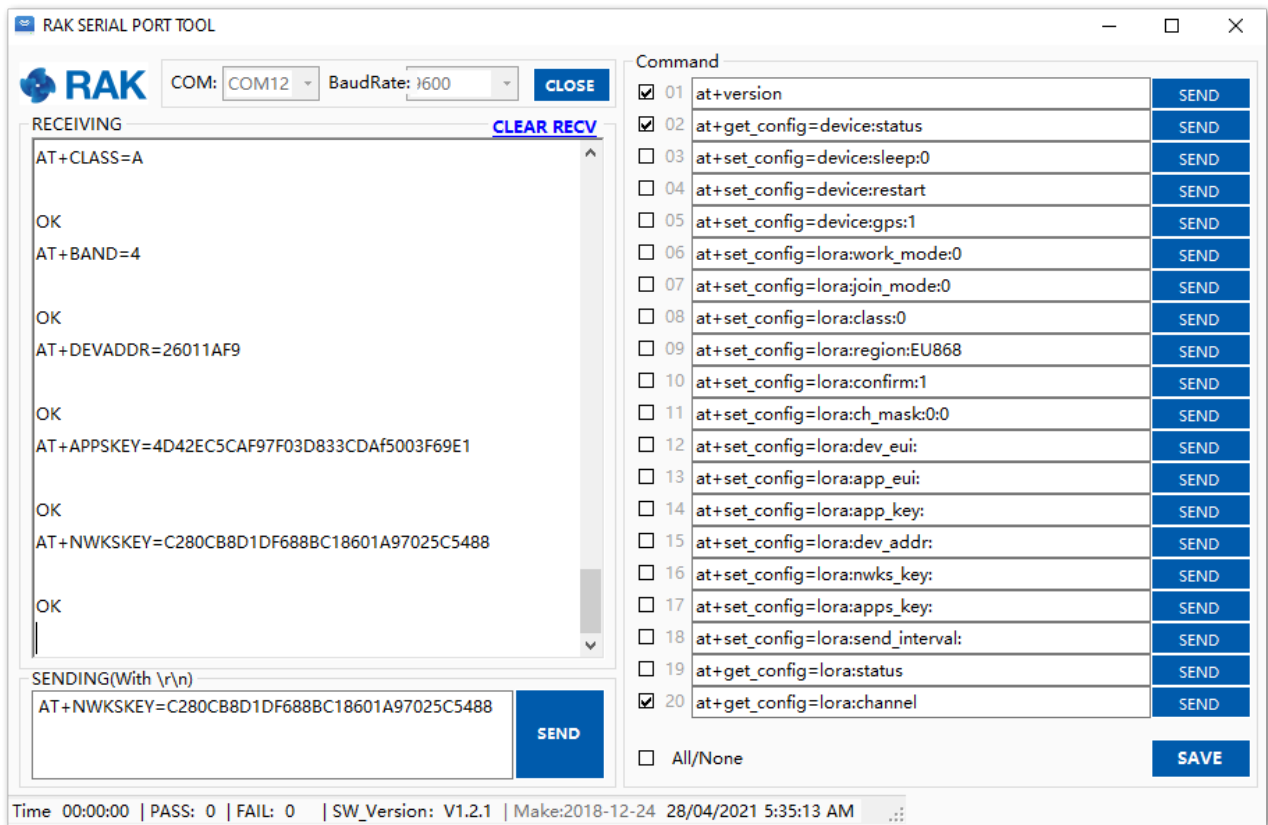 RAK SERIAL PORT TOOL
RAK COM: COM12 BaudRate: 9600 CLOSE
RECEIVING CLEAR RECV
AT+CLASS=A
OK
AT+BAND=4
OK
AT+DEVADDR=26011AF9
OK
AT+APPSKEY=4D42EC5CAF97F03D833CDAf5003F69E1
OK
AT+NWKSKEY=C280CB8D1DF688BC18601A97025C5488
OK
SENDING(With \r\n)
AT+NWKSKEY=C280CB8D1DF688BC18601A97025C5488
SEND
Command
01 at+version SEND
02 at+get_config=device:status SEND
03 at+set_config=device:sleep:0 SEND
04 at+set_config=device:restart SEND
05 at+set_config=device:gps:1 SEND
06 at+set_config=lora:work_mode:0 SEND
07 at+set_config=lora:join_mode:0 SEND
08 at+set_config=lora:class:0 SEND
09 at+set_config=lora:region:EU868 SEND
10 at+set_config=lora:confirm:1 SEND
11 at+set_config=lora:ch_mask:0:0 SEND
12 at+set_config=lora:dev_eui: SEND
13 at+set_config=lora:app_eui: SEND
14 at+set_config=lora:app_key: SEND
15 at+set_config=lora:dev_addr: SEND
16 at+set_config=lora:nwks_key: SEND
17 at+set_config=lora:apps_key: SEND
18 at+set_config=lora:send_interval: SEND
19 at+get_config=lora:status SEND
20 at+get_config=lora:channel SEND
All/None SAVE
Time 00:00:00 | PASS: 0 | FAIL: 0 | SW_Version: V1.2.1 | Make:2018-12-24 28/04/2021 5:35:13 AM